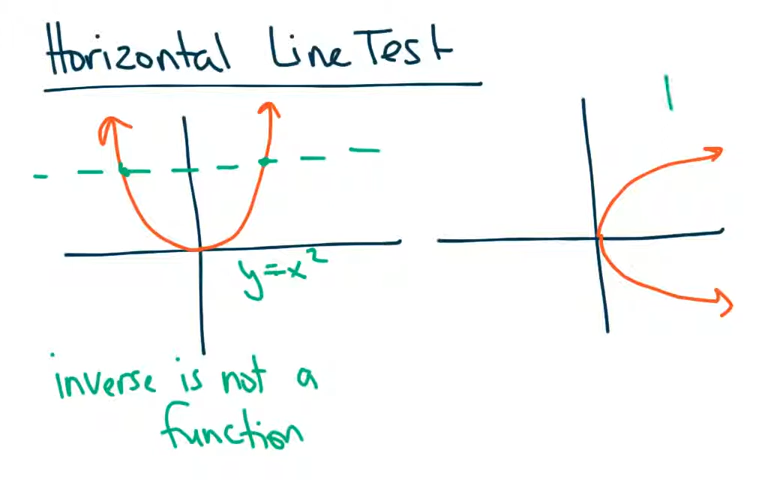 Horizontal Line Test
y=x²
inverse is not a
function